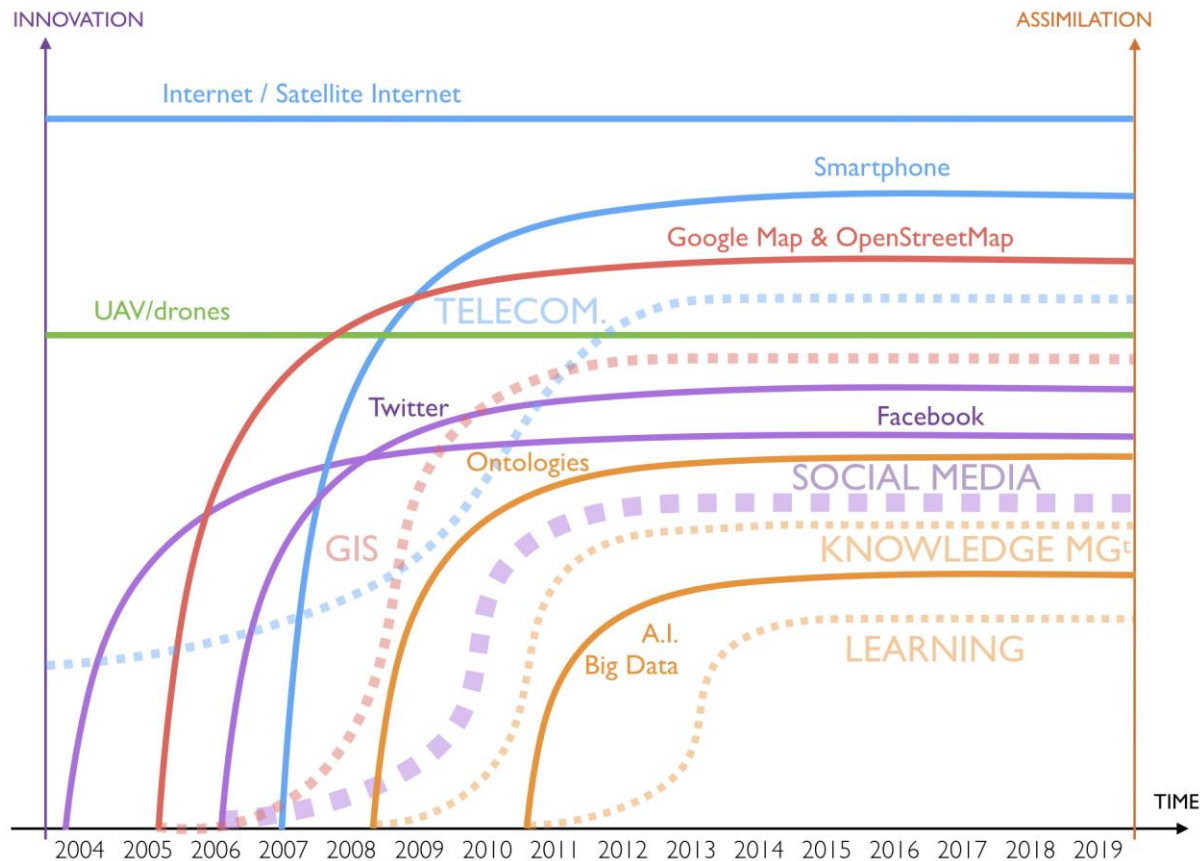 INNOVATION
ASSIMILATION
Internet / Satellite Internet
Smartphone
Google Map & OpenStreetMap
UAV/drones
TELECOM.
Twitter
Facebook
Ontologies
SOCIAL MEDIA
GIS
KNOWLEDGE MGᵗ
A.I.
Big Data
LEARNING
TIME
2004 2005 2006 2007 2008 2009 2010 2011 2012 2013 2014 2015 2016 2017 2018 2019